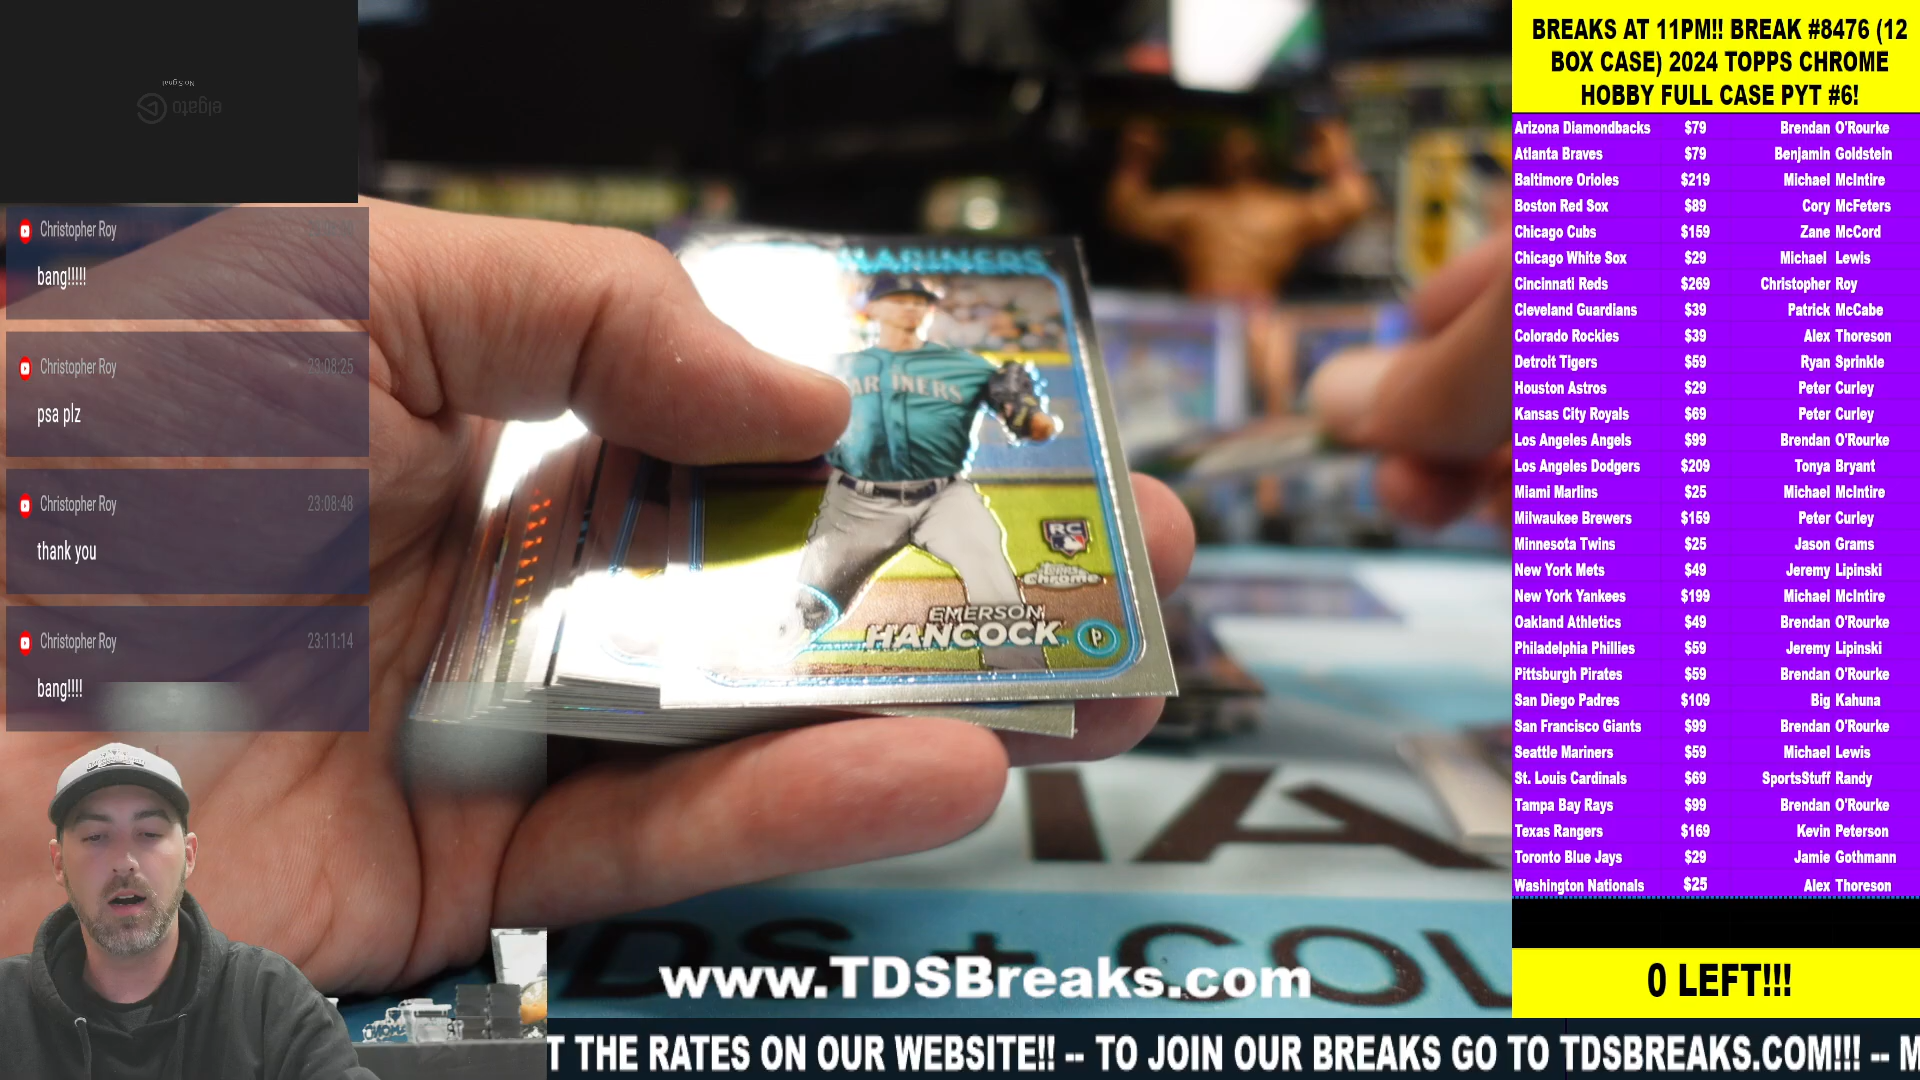 No Signal
elgato
Christopher Roy
bang!!!!!
Christopher Roy 23:08:25
psa plz
Christopher Roy 23:08:48
thank you
Christopher Roy 23:11:14
bang!!!!
MARINERS
MARINERS
RC
Topps
Chrome
EMERSON
HANCOCK
P
www.TDSBreaks.com
T THE RATES ON OUR WEBSITE!! -- TO JOIN OUR BREAKS GO TO TDSBREAKS.COM!!! -- M
BREAKS AT 11PM!! BREAK #8476 (12
BOX CASE) 2024 TOPPS CHROME
HOBBY FULL CASE PYT #6!
Arizona Diamondbacks $79 Brendan O'Rourke
Atlanta Braves $79 Benjamin Goldstein
Baltimore Orioles $219 Michael McIntire
Boston Red Sox $89 Cory McFeters
Chicago Cubs $159 Zane McCord
Chicago White Sox $29 Michael Lewis
Cincinnati Reds $269 Christopher Roy
Cleveland Guardians $39 Patrick McCabe
Colorado Rockies $39 Alex Thoreson
Detroit Tigers $59 Ryan Sprinkle
Houston Astros $29 Peter Curley
Kansas City Royals $69 Peter Curley
Los Angeles Angels $99 Brendan O'Rourke
Los Angeles Dodgers $209 Tonya Bryant
Miami Marlins $25 Michael McIntire
Milwaukee Brewers $159 Peter Curley
Minnesota Twins $25 Jason Grams
New York Mets $49 Jeremy Lipinski
New York Yankees $199 Michael McIntire
Oakland Athletics $49 Brendan O'Rourke
Philadelphia Phillies $59 Jeremy Lipinski
Pittsburgh Pirates $59 Brendan O'Rourke
San Diego Padres $109 Big Kahuna
San Francisco Giants $99 Brendan O'Rourke
Seattle Mariners $59 Michael Lewis
St. Louis Cardinals $69 SportsStuff Randy
Tampa Bay Rays $99 Brendan O'Rourke
Texas Rangers $169 Kevin Peterson
Toronto Blue Jays $29 Jamie Gothmann
Washington Nationals $25 Alex Thoreson
0 LEFT!!!